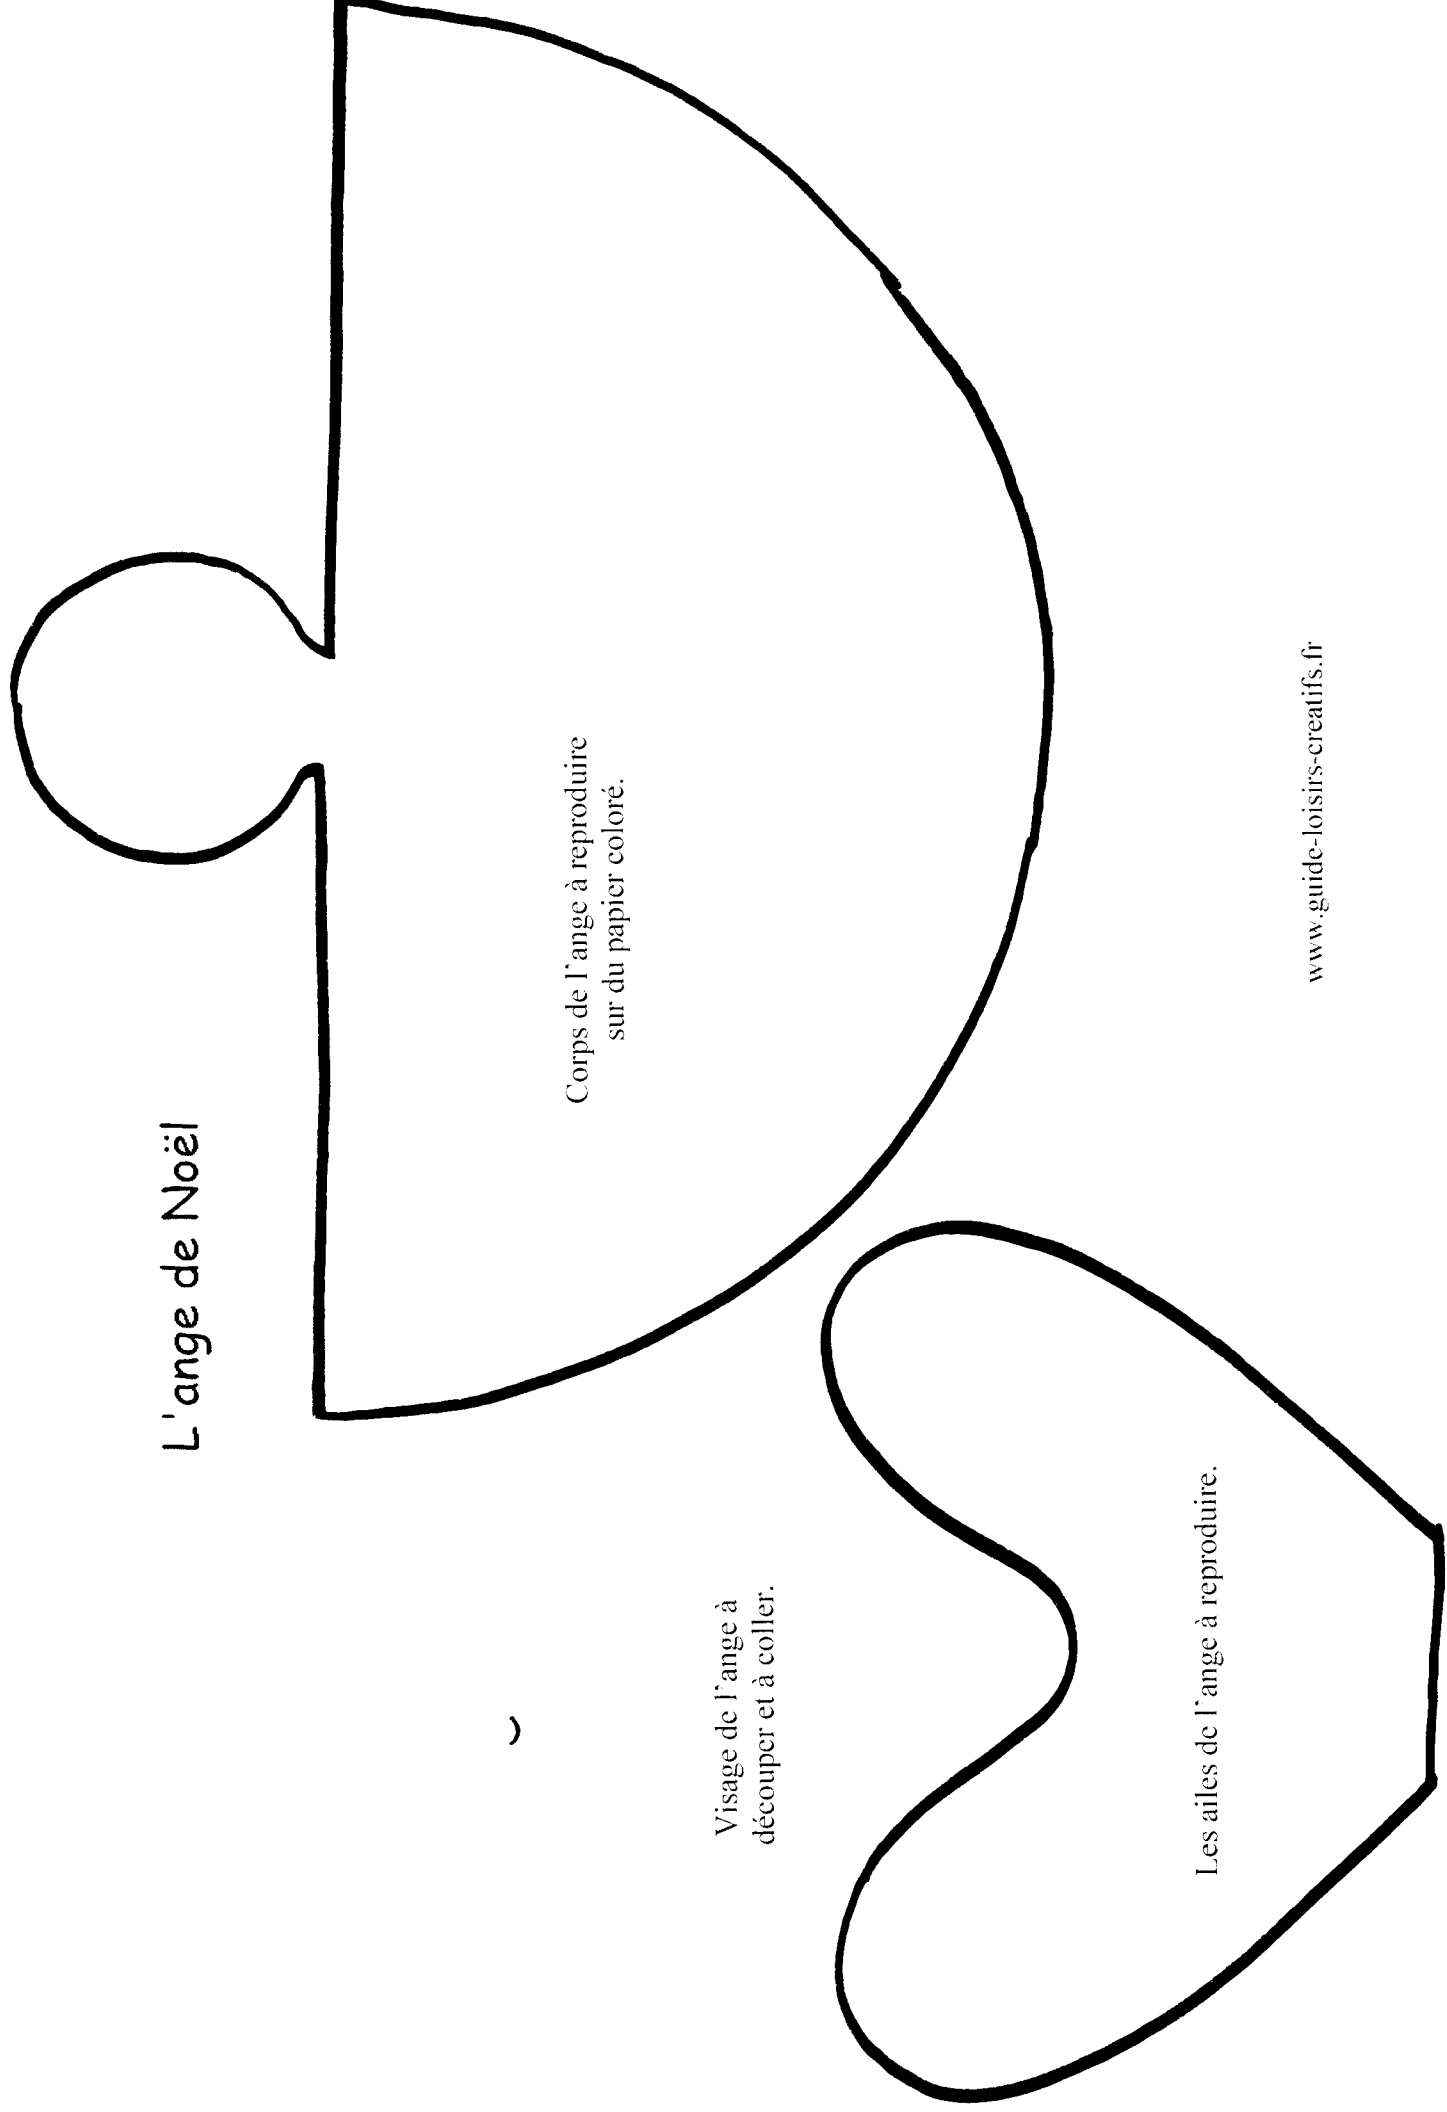 L'ange de Noël
Corps de l'ange à reproduire
sur du papier coloré.
Visage de l'ange à
découper et à coller.
Les ailes de l'ange à reproduire.
www.guide-loisirs-creatifs.fr